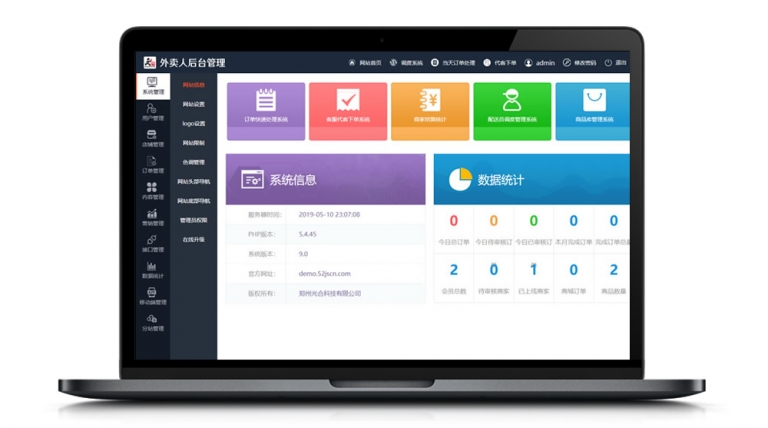 外卖人后台管理
网站首页 调度系统 当天订单处理 代客下单 admin 修改密码 退出
系统管理
用户管理
店铺管理
订单管理
内容管理
营销管理
接口管理
数据统计
移动端管理
分站管理
网站信息
网站设置
logo设置
网站限制
色调管理
网站头部导航
网站底部导航
管理员权限
在线升级
订单快速处理系统 客服代客下单系统 商家结算统计 配送员调度管理系统 商品库管理系统
系统信息
服务器时间: 2019-05-10 23:07:08
PHP版本: 5.4.45
系统版本: 9.0
官方网址: demo.52jscn.com
版权所有: 郑州光合科技有限公司
数据统计
0 0 0 0 0
今日总订单 今日待审核订 今日已审核订 本月完成订单 完成订单总
2 0 1 0 2
会员总数 待审核商家 已上线商家 商城订单 商品数量